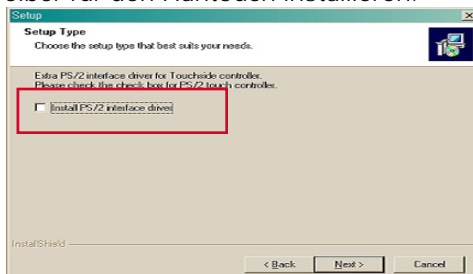 Setup
Setup Type
Choose the setup type that best suits your needs.
Extra PS/2 interface driver for Touchside controller.
Please check the check box for PS/2 touch controller.
Install PS/2 interface driver
InstallShield
< Back Next > Cancel